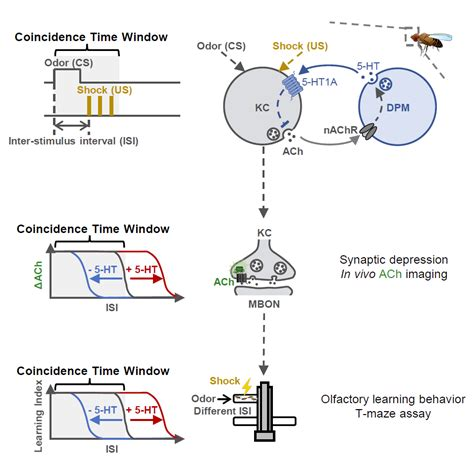 Coincidence Time Window
Odor (CS)
Shock (US)
Inter-stimulus interval (ISI)
Odor (CS)
Shock (US)
5-HT
5-HT1A
KC
DPM
nAChR
ACh
Coincidence Time Window
ΔACh
- 5-HT
+ 5-HT
ISI
KC
ACh
MBON
Synaptic depression
In vivo ACh imaging
Coincidence Time Window
Learning Index
- 5-HT
+ 5-HT
ISI
Shock
Odor
Different ISI
Olfactory learning behavior
T-maze assay